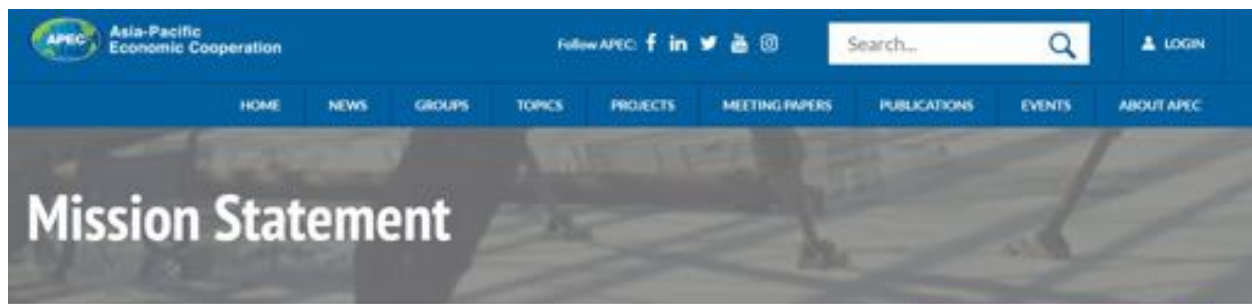 APEC
Asia-Pacific
Economic Cooperation
Follow APEC:
Search...
LOGIN
HOME NEWS GROUPS TOPICS PROJECTS MEETING PAPERS PUBLICATIONS EVENTS ABOUT APEC
Mission Statement